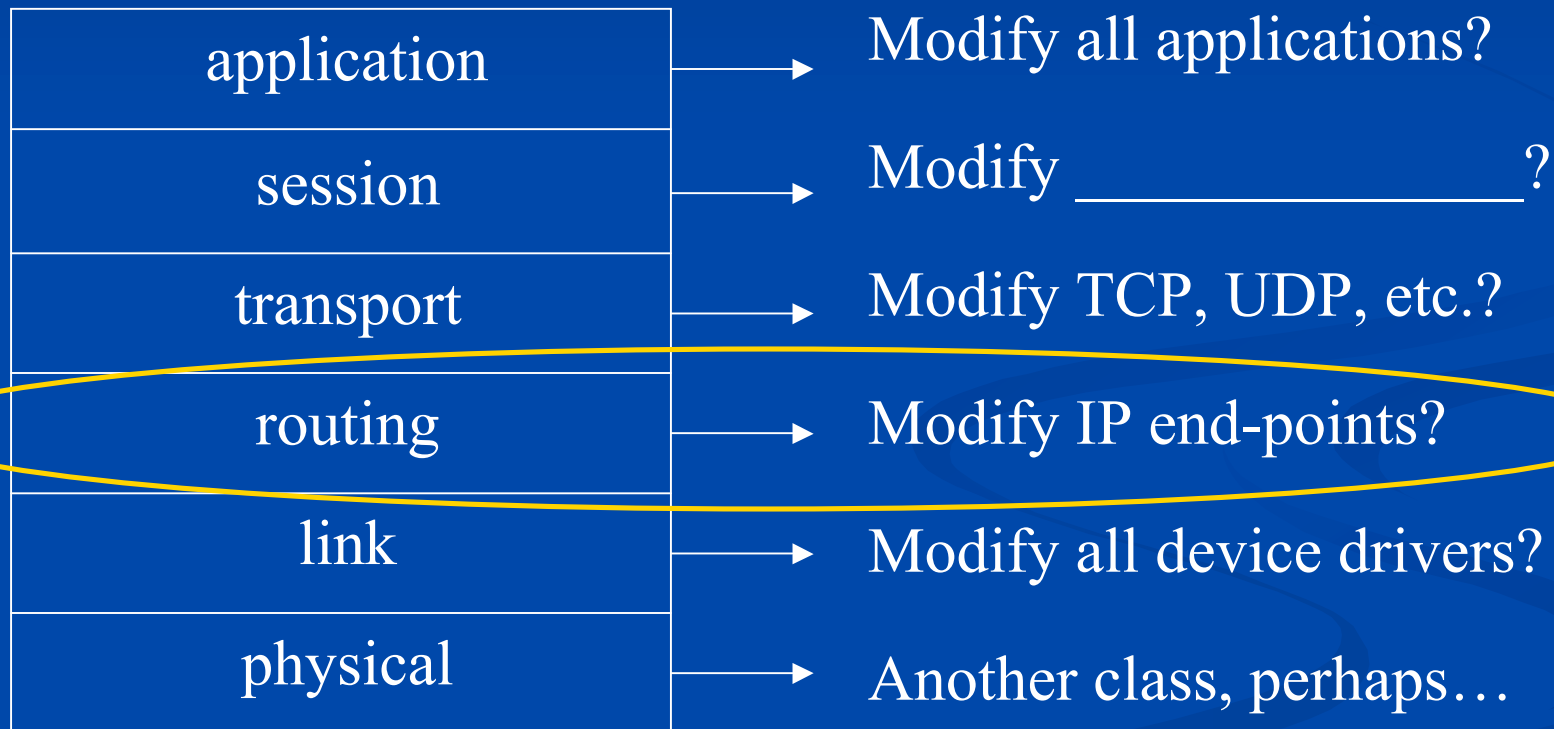 application
Modify all applications?
session
Modify _______________?
transport
Modify TCP, UDP, etc.?
routing
Modify IP end-points?
link
Modify all device drivers?
physical
Another class, perhaps…